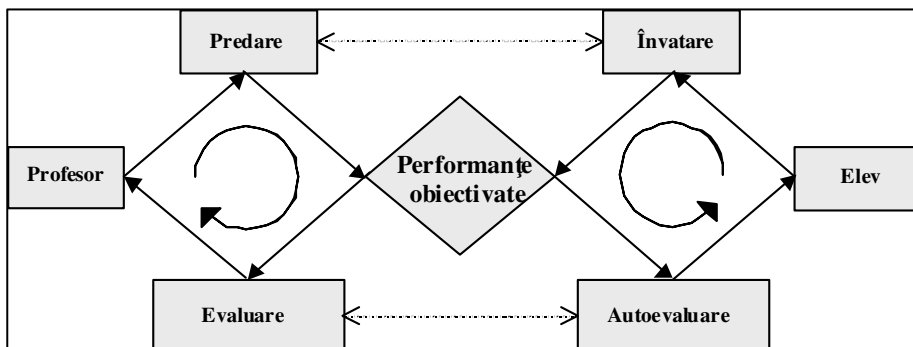 Predare
Învatare
Profesor
Performanţe
obiectivate
Elev
Evaluare
Autoevaluare